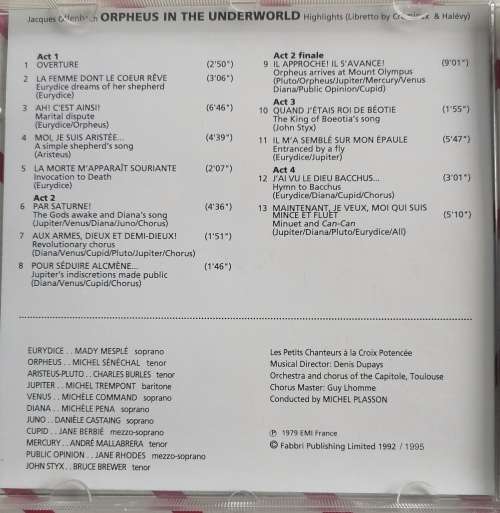 Jacques Offenbach ORPHEUS IN THE UNDERWORLD Highlights (Libretto by Crémieux & Halévy)
Act 1
1 OVERTURE (2'50")
2 LA FEMME DONT LE COEUR RÊVE (3'06")
Eurydice dreams of her shepherd
(Eurydice)
3 AH! C'EST AINSI! (6'46")
Marital dispute
(Eurydice/Orpheus)
4 MOI, JE SUIS ARISTÉE... (4'39")
A simple shepherd's song
(Aristeus)
5 LA MORTE M'APPARAÎT SOURIANTE (2'07")
Invocation to Death
(Eurydice)
Act 2
6 PAR SATURNE! (4'36")
The Gods awake and Diana's song
(Jupiter/Venus/Diana/Juno/Chorus)
7 AUX ARMES, DIEUX ET DEMI-DIEUX! (1'51")
Revolutionary chorus
(Diana/Venus/Cupid/Pluto/Jupiter/Chorus)
8 POUR SÉDUIRE ALCMÈNE... (1'46")
Jupiter's indiscretions made public
(Diana/Venus/Cupid/Chorus)
Act 2 finale
9 IL APPROCHE! IL S'AVANCE! (9'01")
Orpheus arrives at Mount Olympus
(Pluto/Orpheus/Jupiter/Mercury/Venus
Diana/Public Opinion/Cupid)
Act 3
10 QUAND J'ÉTAIS ROI DE BÉOTIE (1'55")
The King of Boeotia's song
(John Styx)
11 IL M'A SEMBLÉ SUR MON ÉPAULE (5'47")
Entranced by a fly
(Eurydice/Jupiter)
Act 4
12 J'AI VU LE DIEU BACCHUS... (3'01")
Hymn to Bacchus
(Eurydice/Diana/Cupid/Chorus)
13 MAINTENANT, JE VEUX, MOI QUI SUIS
MINCE ET FLUET (5'10")
Minuet and Can-Can
(Jupiter/Diana/Pluto/Eurydice/All)
EURYDICE . . MADY MESPLÉ soprano
ORPHEUS . . MICHEL SÉNÉCHAL tenor
ARISTEUS-PLUTO . . CHARLES BURLES tenor
JUPITER . . MICHEL TREMPONT baritone
VENUS . . MICHÈLE COMMAND soprano
DIANA . . MICHÈLE PENA soprano
JUNO . . DANIÈLE CASTAING soprano
CUPID . . JANE BERBIÉ mezzo-soprano
MERCURY . . ANDRÉ MALLABRERA tenor
PUBLIC OPINION . . JANE RHODES mezzo-soprano
JOHN STYX . . BRUCE BREWER tenor
Les Petits Chanteurs à la Croix Potencée
Musical Director: Denis Dupays
Orchestra and chorus of the Capitole, Toulouse
Chorus Master: Guy Lhomme
Conducted by MICHEL PLASSON
℗ 1979 EMI France
© Fabbri Publishing Limited 1992 / 1995